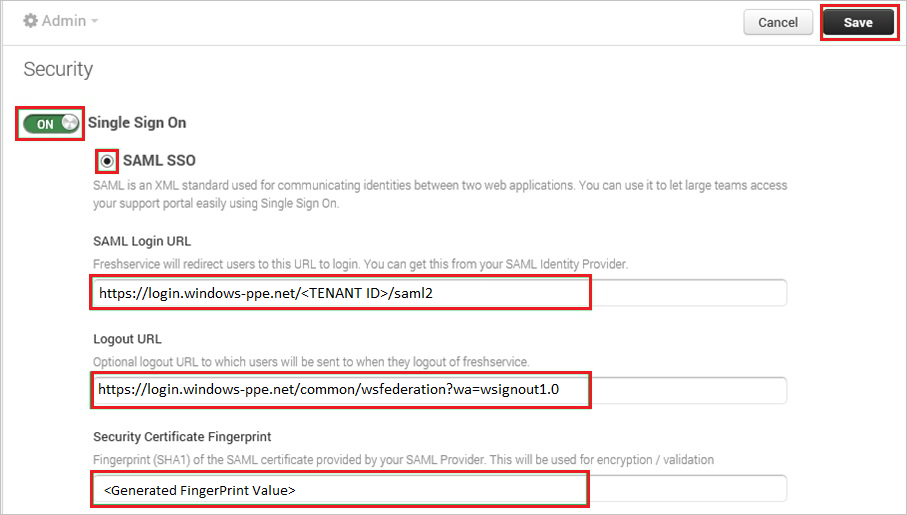 Admin
Cancel
Save
Security
ON
Single Sign On
SAML SSO
SAML is an XML standard used for communicating identities between two web applications. You can use it to let large teams access
your support portal easily using Single Sign On.
SAML Login URL
Freshservice will redirect users to this URL to login. You can get this from your SAML Identity Provider.
https://login.windows-ppe.net/<TENANT ID>/saml2
Logout URL
Optional logout URL to which users will be sent to when they logout of freshservice.
https://login.windows-ppe.net/common/wsfederation?wa=wsignout1.0
Security Certificate Fingerprint
Fingerprint (SHA1) of the SAML certificate provided by your SAML Provider. This will be used for encryption / validation
<Generated FingerPrint Value>